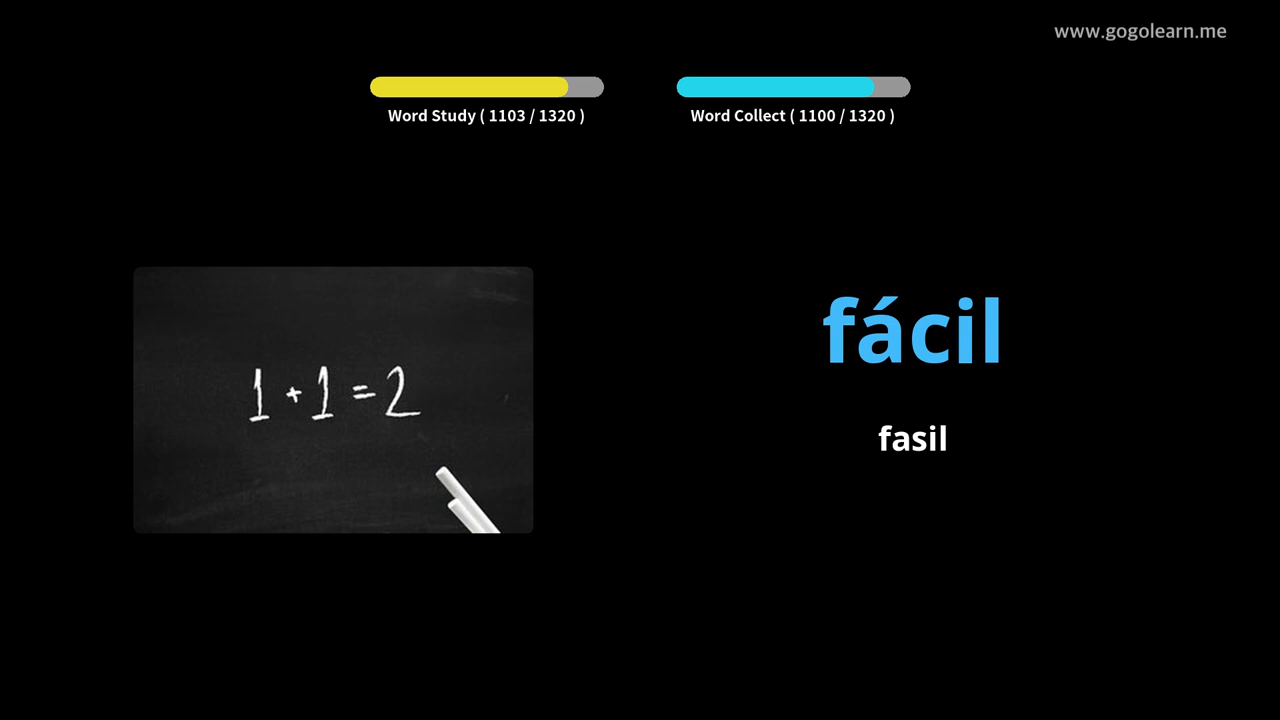 www.gogolearn.me
Word Study ( 1103 / 1320 )
Word Collect ( 1100 / 1320 )
1 + 1 = 2
fácil
fasil